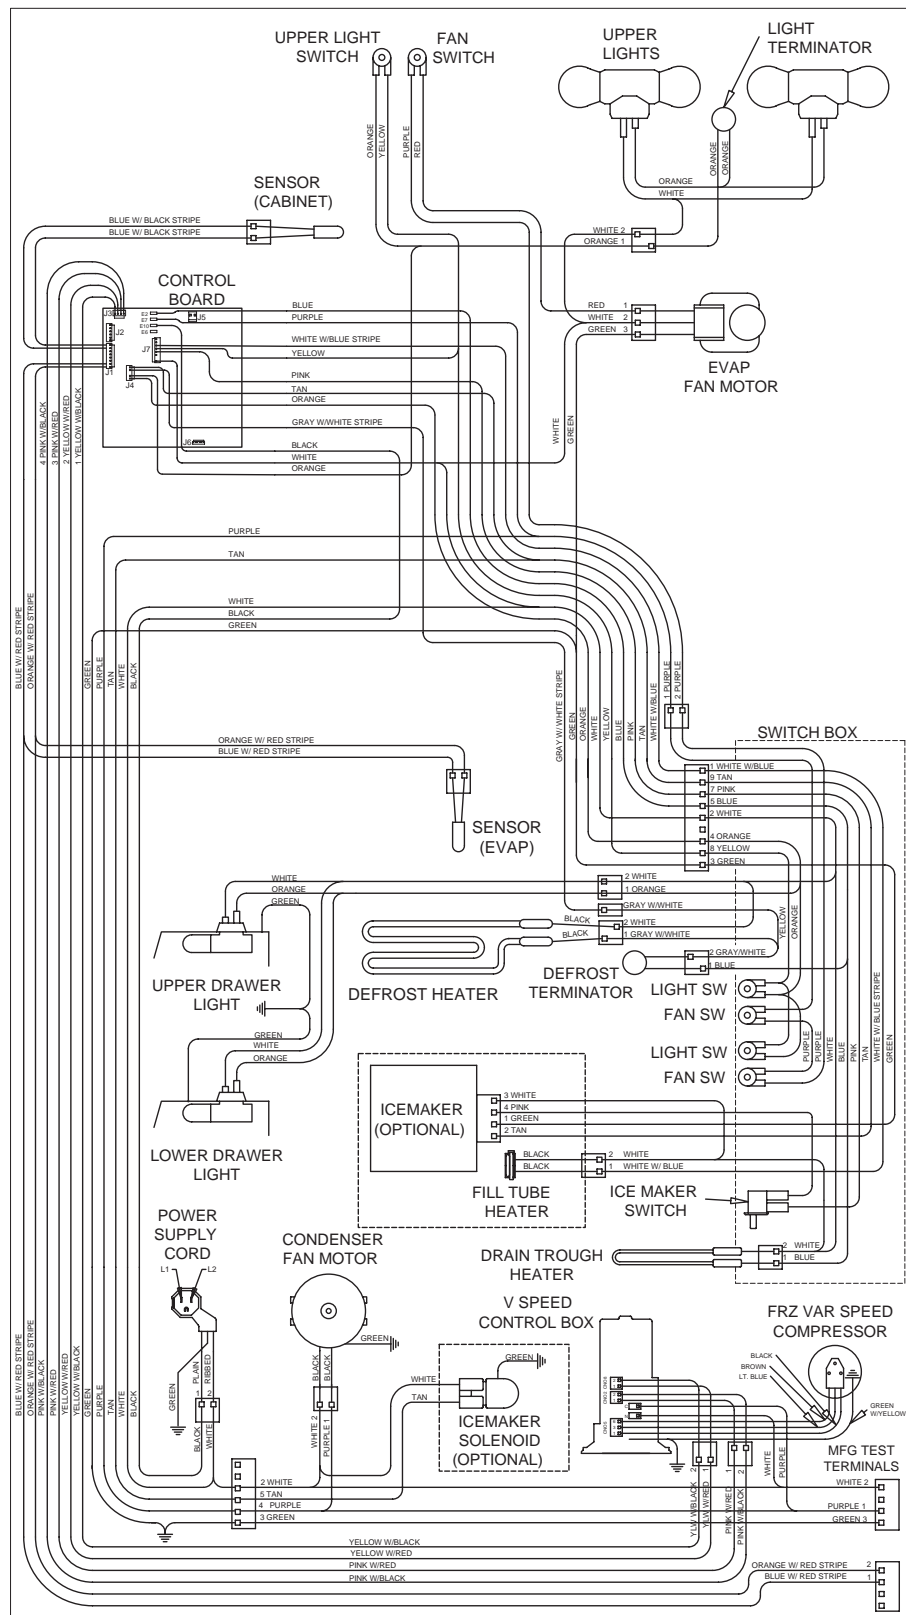 UPPER LIGHT
SWITCH
FAN
SWITCH
UPPER
LIGHTS
LIGHT
TERMINATOR
ORANGE
YELLOW
PURPLE
RED
ORANGE
ORANGE
ORANGE
WHITE
SENSOR
(CABINET)
BLUE W/ BLACK STRIPE
BLUE W/ BLACK STRIPE
WHITE 2
ORANGE 1
CONTROL
BOARD
J3
J2
J1
E2
E7
E10
E6
J5
J7
J4
J6
BLUE
PURPLE
WHITE W/BLUE STRIPE
YELLOW
PINK
TAN
ORANGE
GRAY W/WHITE STRIPE
BLACK
WHITE
ORANGE
RED 1
WHITE 2
GREEN 3
EVAP
FAN MOTOR
4 PINK W/BLACK
3 PINK W/RED
2 YELLOW W/RED
1 YELLOW W/BLACK
WHITE
GREEN
PURPLE
TAN
WHITE
BLACK
GREEN
BLUE W/ RED STRIPE
ORANGE W/ RED STRIPE
GREEN
PURPLE
TAN
WHITE
BLACK
GRAY W/WHITE STRIPE
GREEN
ORANGE
WHITE
YELLOW
BLUE
PINK
TAN
WHITE W/BLUE
1 PURPLE
2 PURPLE
ORANGE W/ RED STRIPE
BLUE W/ RED STRIPE
SENSOR
(EVAP)
SWITCH BOX
1 WHITE W/BLUE
9 TAN
7 PINK
5 BLUE
2 WHITE
4 ORANGE
8 YELLOW
3 GREEN
WHITE
ORANGE
GREEN
2 WHITE
1 ORANGE
GRAY W/WHITE
BLACK
BLACK
2 WHITE
1 GRAY W/WHITE
YELLOW
ORANGE
2 GRAY/WHITE
1 BLUE
UPPER DRAWER
LIGHT
DEFROST HEATER
DEFROST
TERMINATOR
LIGHT SW
FAN SW
LIGHT SW
FAN SW
PURPLE
PURPLE
WHITE
BLUE
PINK
TAN
WHITE W/ BLUE STRIPE
GREEN
GREEN
WHITE
ORANGE
LOWER DRAWER
LIGHT
ICEMAKER
(OPTIONAL)
3 WHITE
4 PINK
1 GREEN
2 TAN
BLACK
BLACK
2 WHITE
1 WHITE W/ BLUE
FILL TUBE
HEATER
ICE MAKER
SWITCH
POWER
SUPPLY
CORD
L1
L2
CONDENSER
FAN MOTOR
DRAIN TROUGH
HEATER
2 WHITE
1 BLUE
V SPEED
CONTROL BOX
FRZ VAR SPEED
COMPRESSOR
GREEN
PLAIN
RIBBED
1
2
BLACK
WHITE
GREEN
BLACK
BLACK
WHITE 2
PURPLE 1
WHITE
TAN
GREEN
ICEMAKER
SOLENOID
(OPTIONAL)
BLACK
BROWN
LT. BLUE
GREEN
W/YELLOW
WHITE
PURPLE
MFG TEST
TERMINALS
WHITE 2
PURPLE 1
GREEN 3
BLUE W/ RED STRIPE
ORANGE W/ RED STRIPE
PINK W/BLACK
PINK W/RED
YELLOW W/RED
YELLOW W/BLACK
GREEN
PURPLE
TAN
WHITE
BLACK
2 WHITE
5 TAN
4 PURPLE
3 GREEN
2
1
1
2
YLW W/BLACK
YLW W/RED
PINK W/RED
PINK W/BLACK
YELLOW W/BLACK
YELLOW W/RED
PINK W/RED
PINK W/BLACK
ORANGE W/ RED STRIPE 2
BLUE W/ RED STRIPE 1